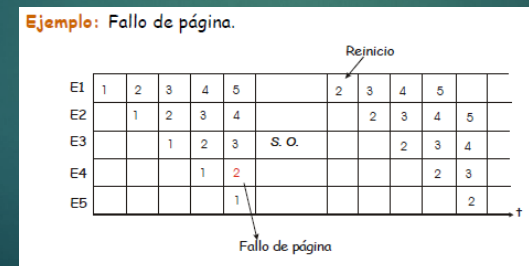 Ejemplo: Fallo de página.
Reinicio
E1 1 2 3 4 5 2 3 4 5
E2 1 2 3 4 2 3 4 5
E3 1 2 3 S. O. 2 3 4
E4 1 2 2 3
E5 1 2
t
Fallo de página